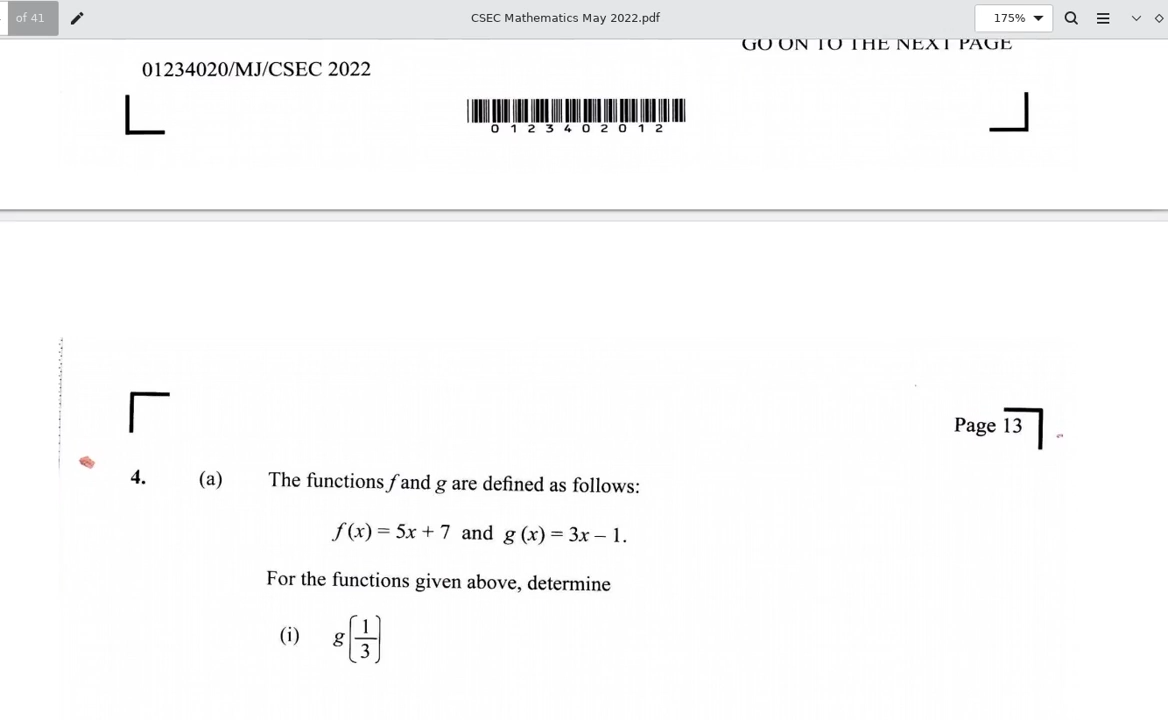 of 41 CSEC Mathematics May 2022.pdf 175%
GO ON TO THE NEXT PAGE
01234020/MJ/CSEC 2022
0 1 2 3 4 0 2 0 1 2
Page 13
4. (a) The functions f and g are defined as follows:
f (x) = 5x + 7 and g (x) = 3x – 1.
For the functions given above, determine
(i) g(1/3)